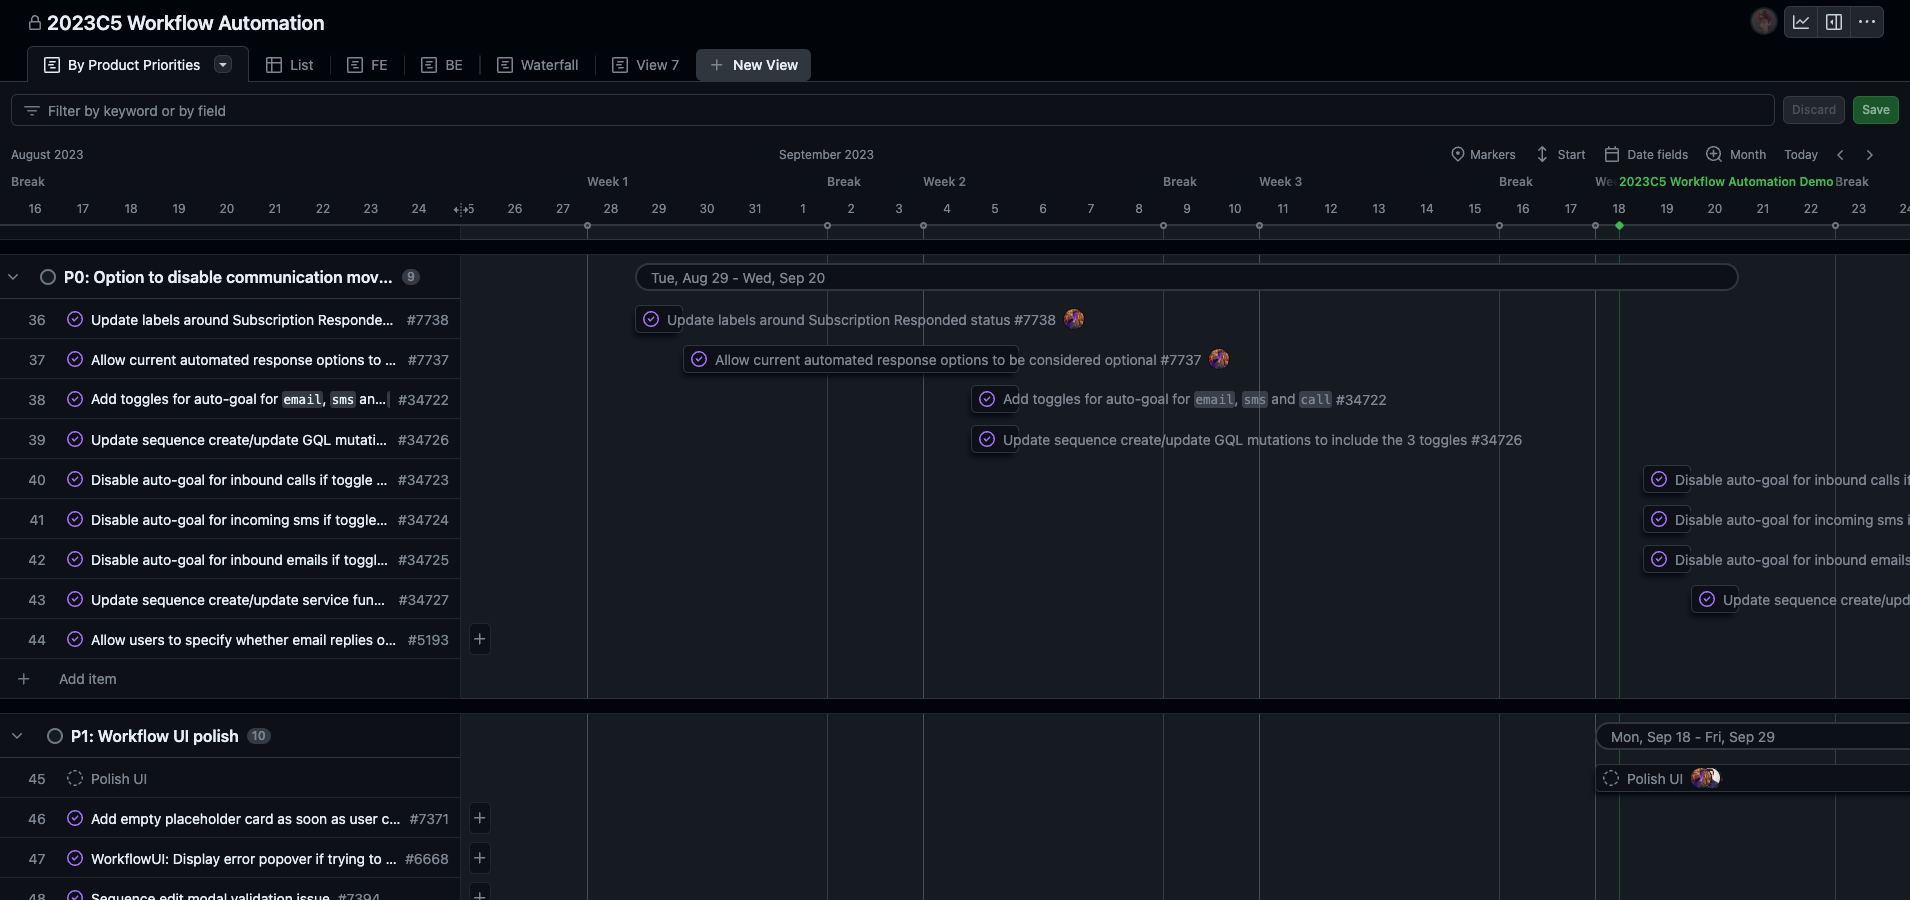 2023C5 Workflow Automation
By Product Priorities List FE BE Waterfall View 7 New View
Filter by keyword or by field Discard Save
August 2023 September 2023 Markers Start Date fields Month Today
Break Week 1 Break Week 2 Break Week 3 Break 2023C5 Workflow Automation Demo Break
16 17 18 19 20 21 22 23 24 26 27 28 29 30 31 1 2 3 4 5 6 7 8 9 10 11 12 13 14 15 16 17 18 19 20 21 22 23
P0: Option to disable communication mov... 9 Tue, Aug 29 - Wed, Sep 20
36 Update labels around Subscription Responde... #7738 Update labels around Subscription Responded status #7738
37 Allow current automated response options to ... #7737 Allow current automated response options to be considered optional #7737
38 Add toggles for auto-goal for email, sms an... #34722 Add toggles for auto-goal for email, sms and call #34722
39 Update sequence create/update GQL mutati... #34726 Update sequence create/update GQL mutations to include the 3 toggles #34726
40 Disable auto-goal for inbound calls if toggle ... #34723 Disable auto-goal for inbound calls if
41 Disable auto-goal for incoming sms if toggle... #34724 Disable auto-goal for incoming sms i
42 Disable auto-goal for inbound emails if toggl... #34725 Disable auto-goal for inbound emails
43 Update sequence create/update service fun... #34727 Update sequence create/upd
44 Allow users to specify whether email replies o... #5193
Add item
P1: Workflow UI polish 10 Mon, Sep 18 - Fri, Sep 29
45 Polish UI Polish UI
46 Add empty placeholder card as soon as user c... #7371
47 WorkflowUI: Display error popover if trying to ... #6668
48 Sequence edit modal validation issue #7394